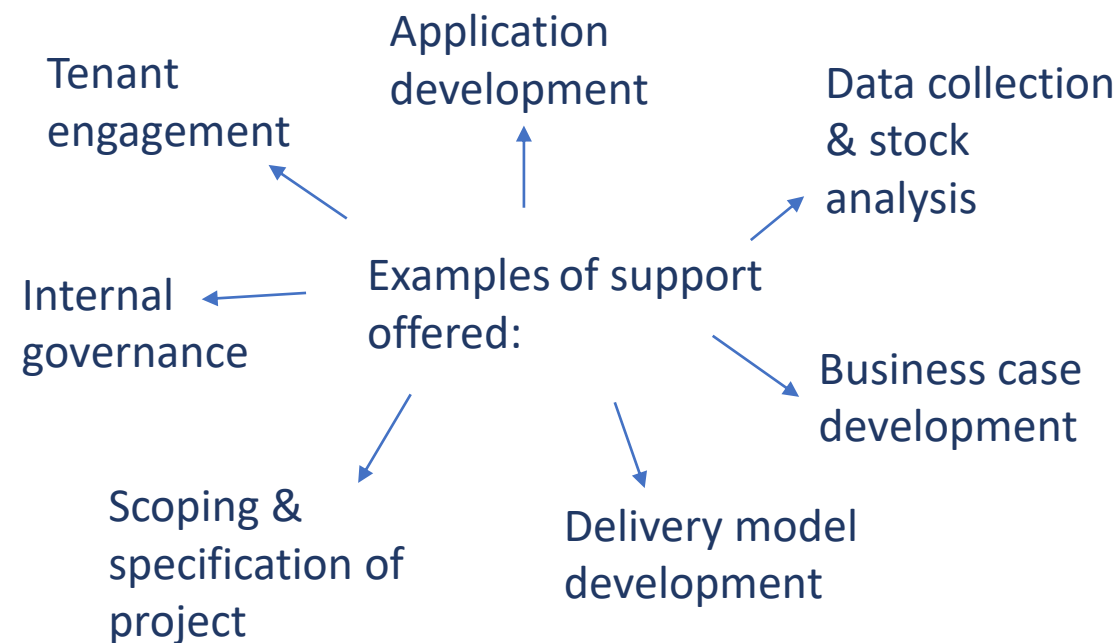 Application
development
Tenant
engagement
Data collection
& stock
analysis
Examples of support
offered:
Internal
governance
Business case
development
Scoping &
specification of
project
Delivery model
development